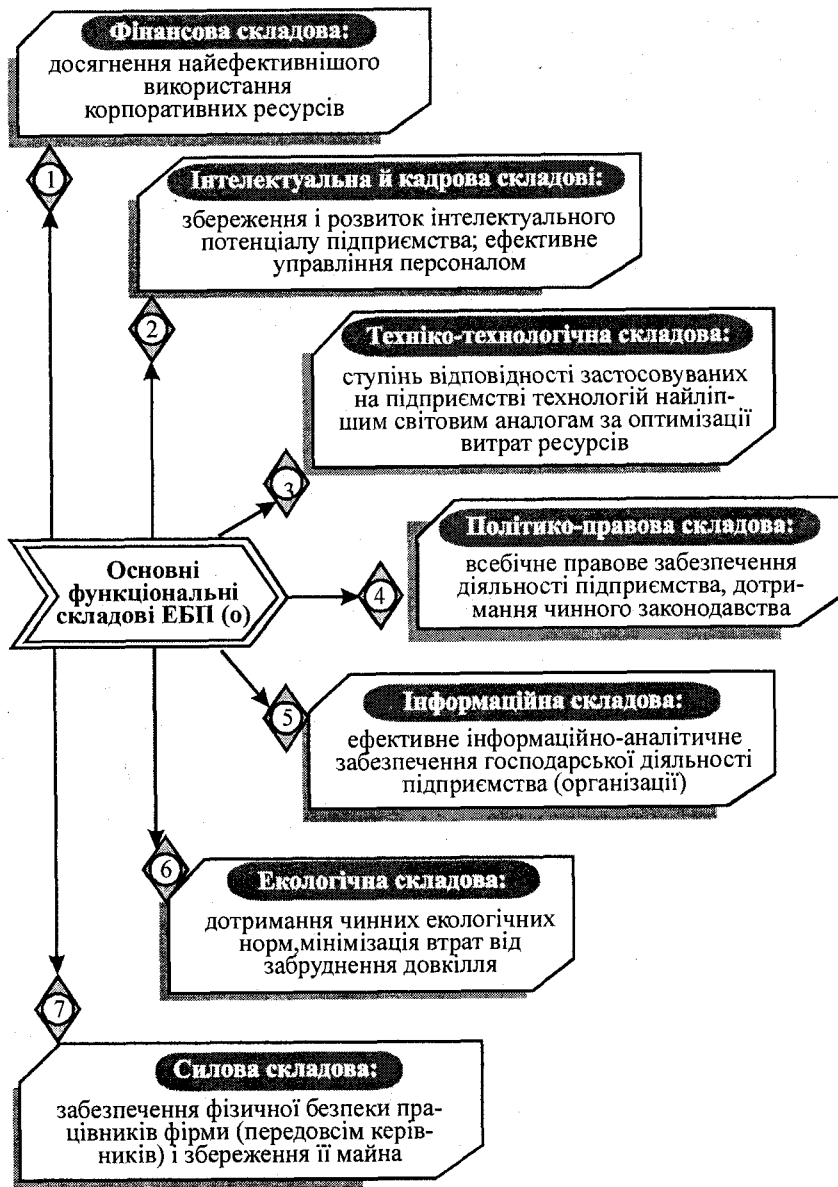 Фінансова складова:
досягнення найефективнішого
використання
корпоративних ресурсів
1
Інтелектуальна й кадрова складові:
збереження і розвиток інтелектуального
потенціалу підприємства; ефективне
управління персоналом
2
Техніко-технологічна складова:
ступінь відповідності застосовуваних
на підприємстві технологій найліп-
шим світовим аналогам за оптимізації
витрат ресурсів
3
Політико-правова складова:
всебічне правове забезпечення
діяльності підприємства, дотри-
мання чинного законодавства
4
Основні
функціональні
складові ЕБП (о)
Інформаційна складова:
ефективне інформаційно-аналітичне
забезпечення господарської діяльності
підприємства (організації)
5
Екологічна складова:
дотримання чинних екологічних
норм,мінімізація втрат від
забруднення довкілля
6
7
Силова складова:
забезпечення фізичної безпеки пра-
цівників фірми (передовсім керів-
ників) і збереження її майна